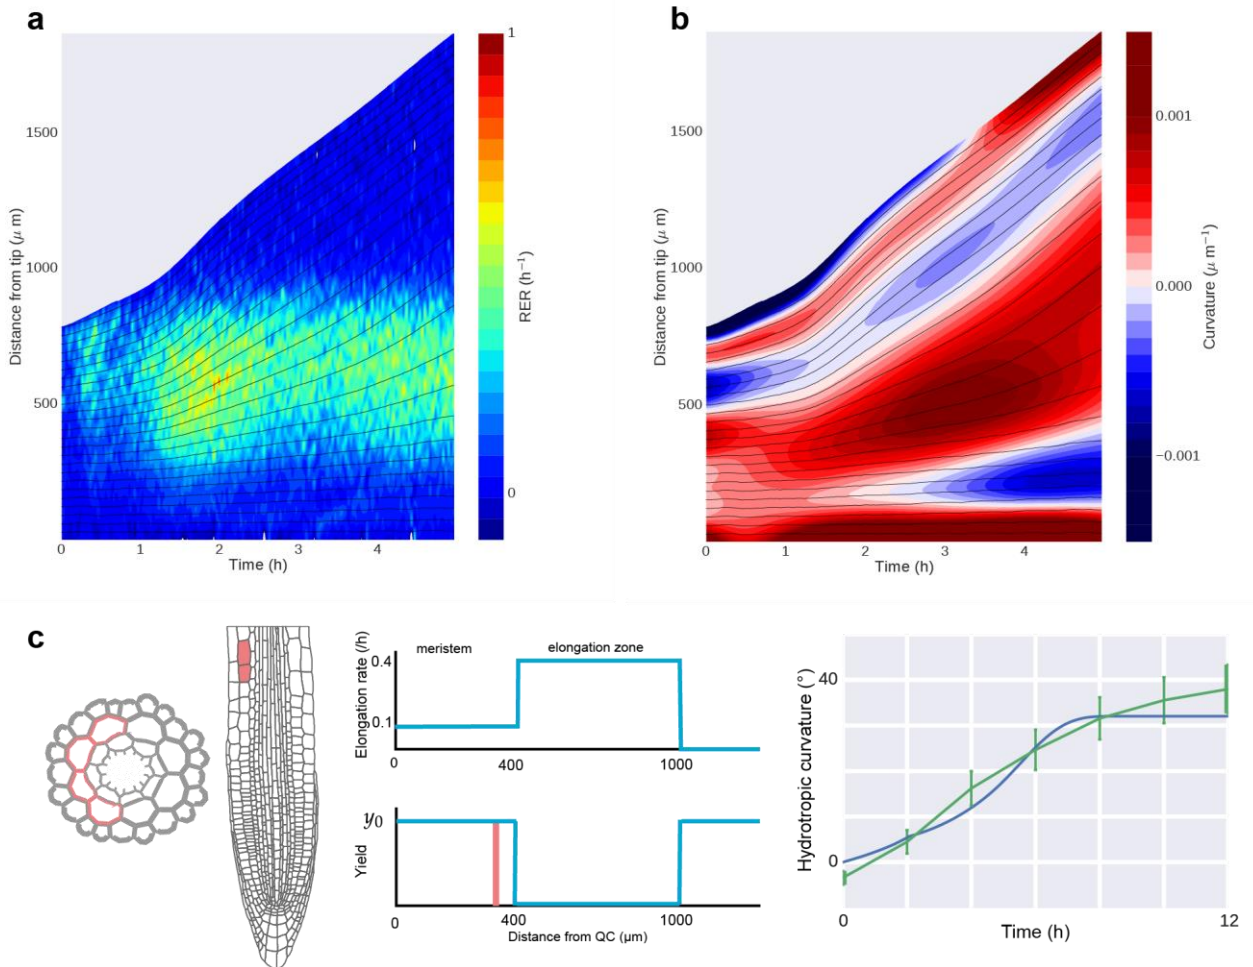 a
1
1500
1000
500
0
Distance from tip (μ m)
RER (h⁻¹)
0 1 2 3 4
Time (h)
b
0.001
0.000
−0.001
1500
1000
500
Distance from tip (μ m)
Curvature (μ m⁻¹)
0 1 2 3 4
Time (h)
c
meristem
elongation zone
0.4
0.1
Elongation rate (/h)
0 400 1000
y₀
Yield
0 400 1000
Distance from QC (μm)
40
0
Hydrotropic curvature (°)
0 12
Time (h)